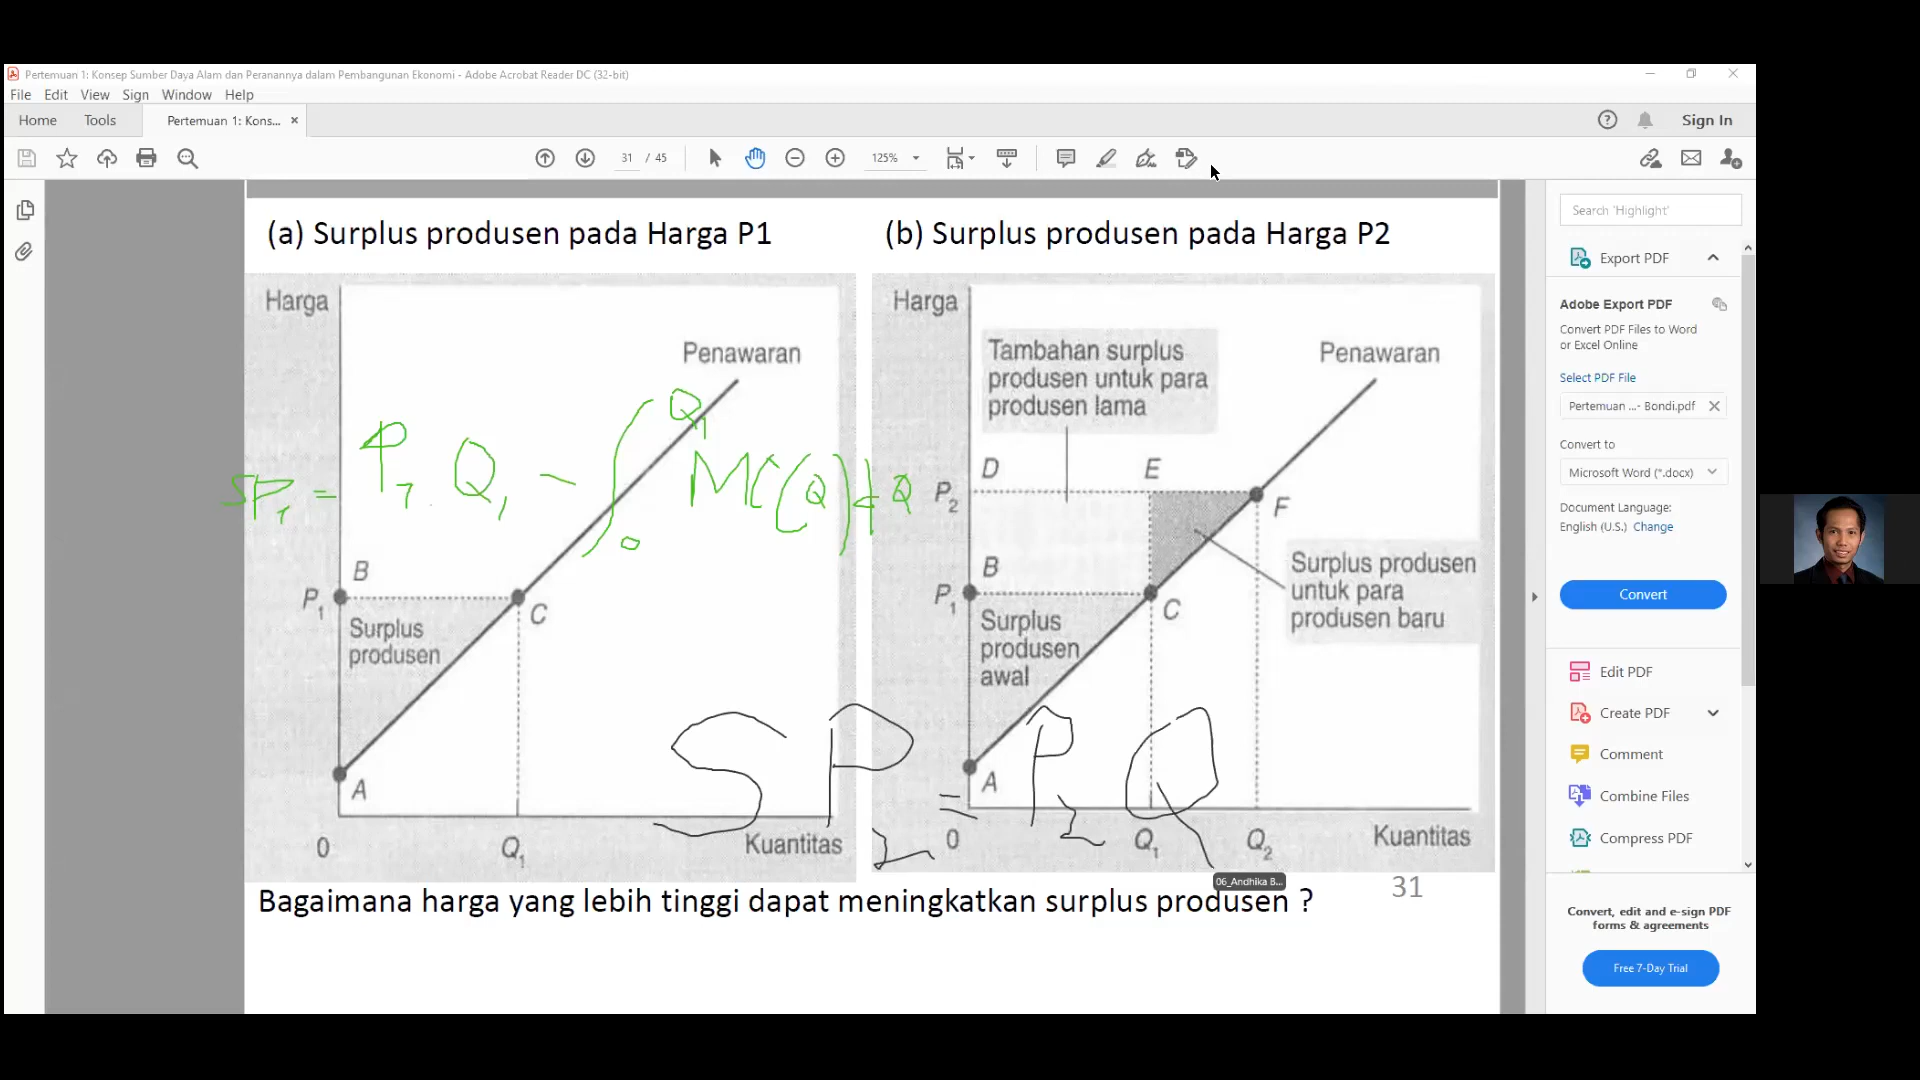 Pertemuan 1: Konsep Sumber Daya Alam dan Peranannya dalam Pembangunan Ekonomi - Adobe Acrobat Reader DC (32-bit)
File Edit View Sign Window Help
Home Tools Pertemuan 1: Kons... × Sign In
31 / 45 125%
(a) Surplus produsen pada Harga P1
Harga
Penawaran
SP₁ = P₁ Q₁ - ∫₀^Q₁ MC(Q) dQ
B
P₁
C
Surplus
produsen
A
0
Q₁
Kuantitas
(b) Surplus produsen pada Harga P2
Harga
Tambahan surplus
produsen untuk para
produsen lama
Penawaran
D
E
P₂
F
B
P₁
C
Surplus produsen
untuk para
produsen baru
Surplus
produsen
awal
A
0
Q₁
Q₂
Kuantitas
SP₂ = P₂ Q
06_Andhika B...
31
Bagaimana harga yang lebih tinggi dapat meningkatkan surplus produsen ?
Search 'Highlight'
Export PDF
Adobe Export PDF
Convert PDF Files to Word
or Excel Online
Select PDF File
Pertemuan ...- Bondi.pdf
Convert to
Microsoft Word (*.docx)
Document Language:
English (U.S.) Change
Convert
Edit PDF
Create PDF
Comment
Combine Files
Compress PDF
Convert, edit and e-sign PDF
forms & agreements
Free 7-Day Trial